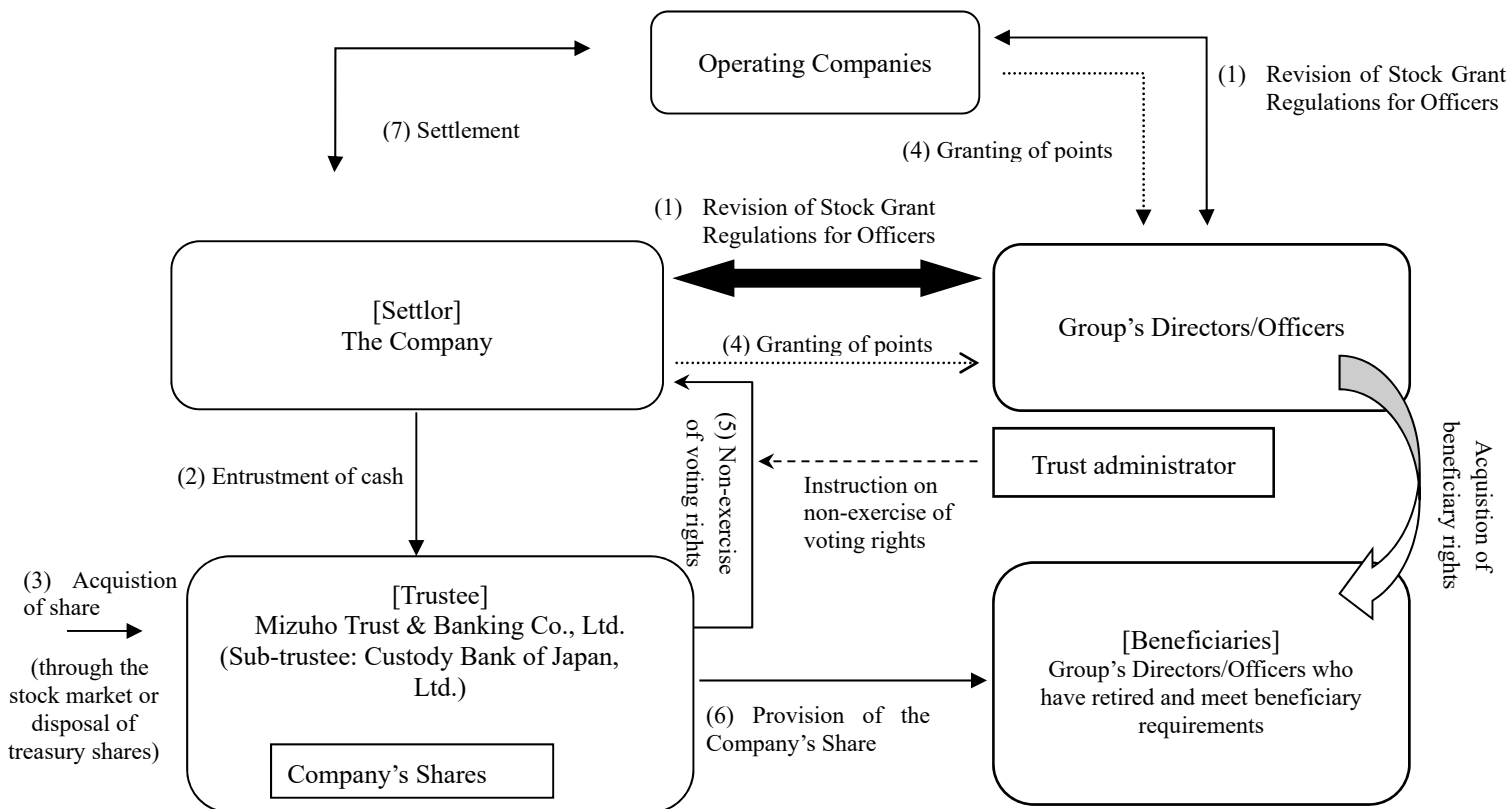 Operating Companies
(1) Revision of Stock Grant
Regulations for Officers
(7) Settlement
(4) Granting of points
(1) Revision of Stock Grant
Regulations for Officers
[Settlor]
The Company
Group's Directors/Officers
(4) Granting of points
(5) Non-exercise
of voting rights
Trust administrator
Instruction on
non-exercise of
voting rights
Acquistion of
beneficiary rights
(2) Entrustment of cash
(3) Acquistion
of share
(through the
stock market or
disposal of
treasury shares)
[Trustee]
Mizuho Trust & Banking Co., Ltd.
(Sub-trustee: Custody Bank of Japan,
Ltd.)
Company's Shares
(6) Provision of the
Company's Share
[Beneficiaries]
Group's Directors/Officers who
have retired and meet beneficiary
requirements